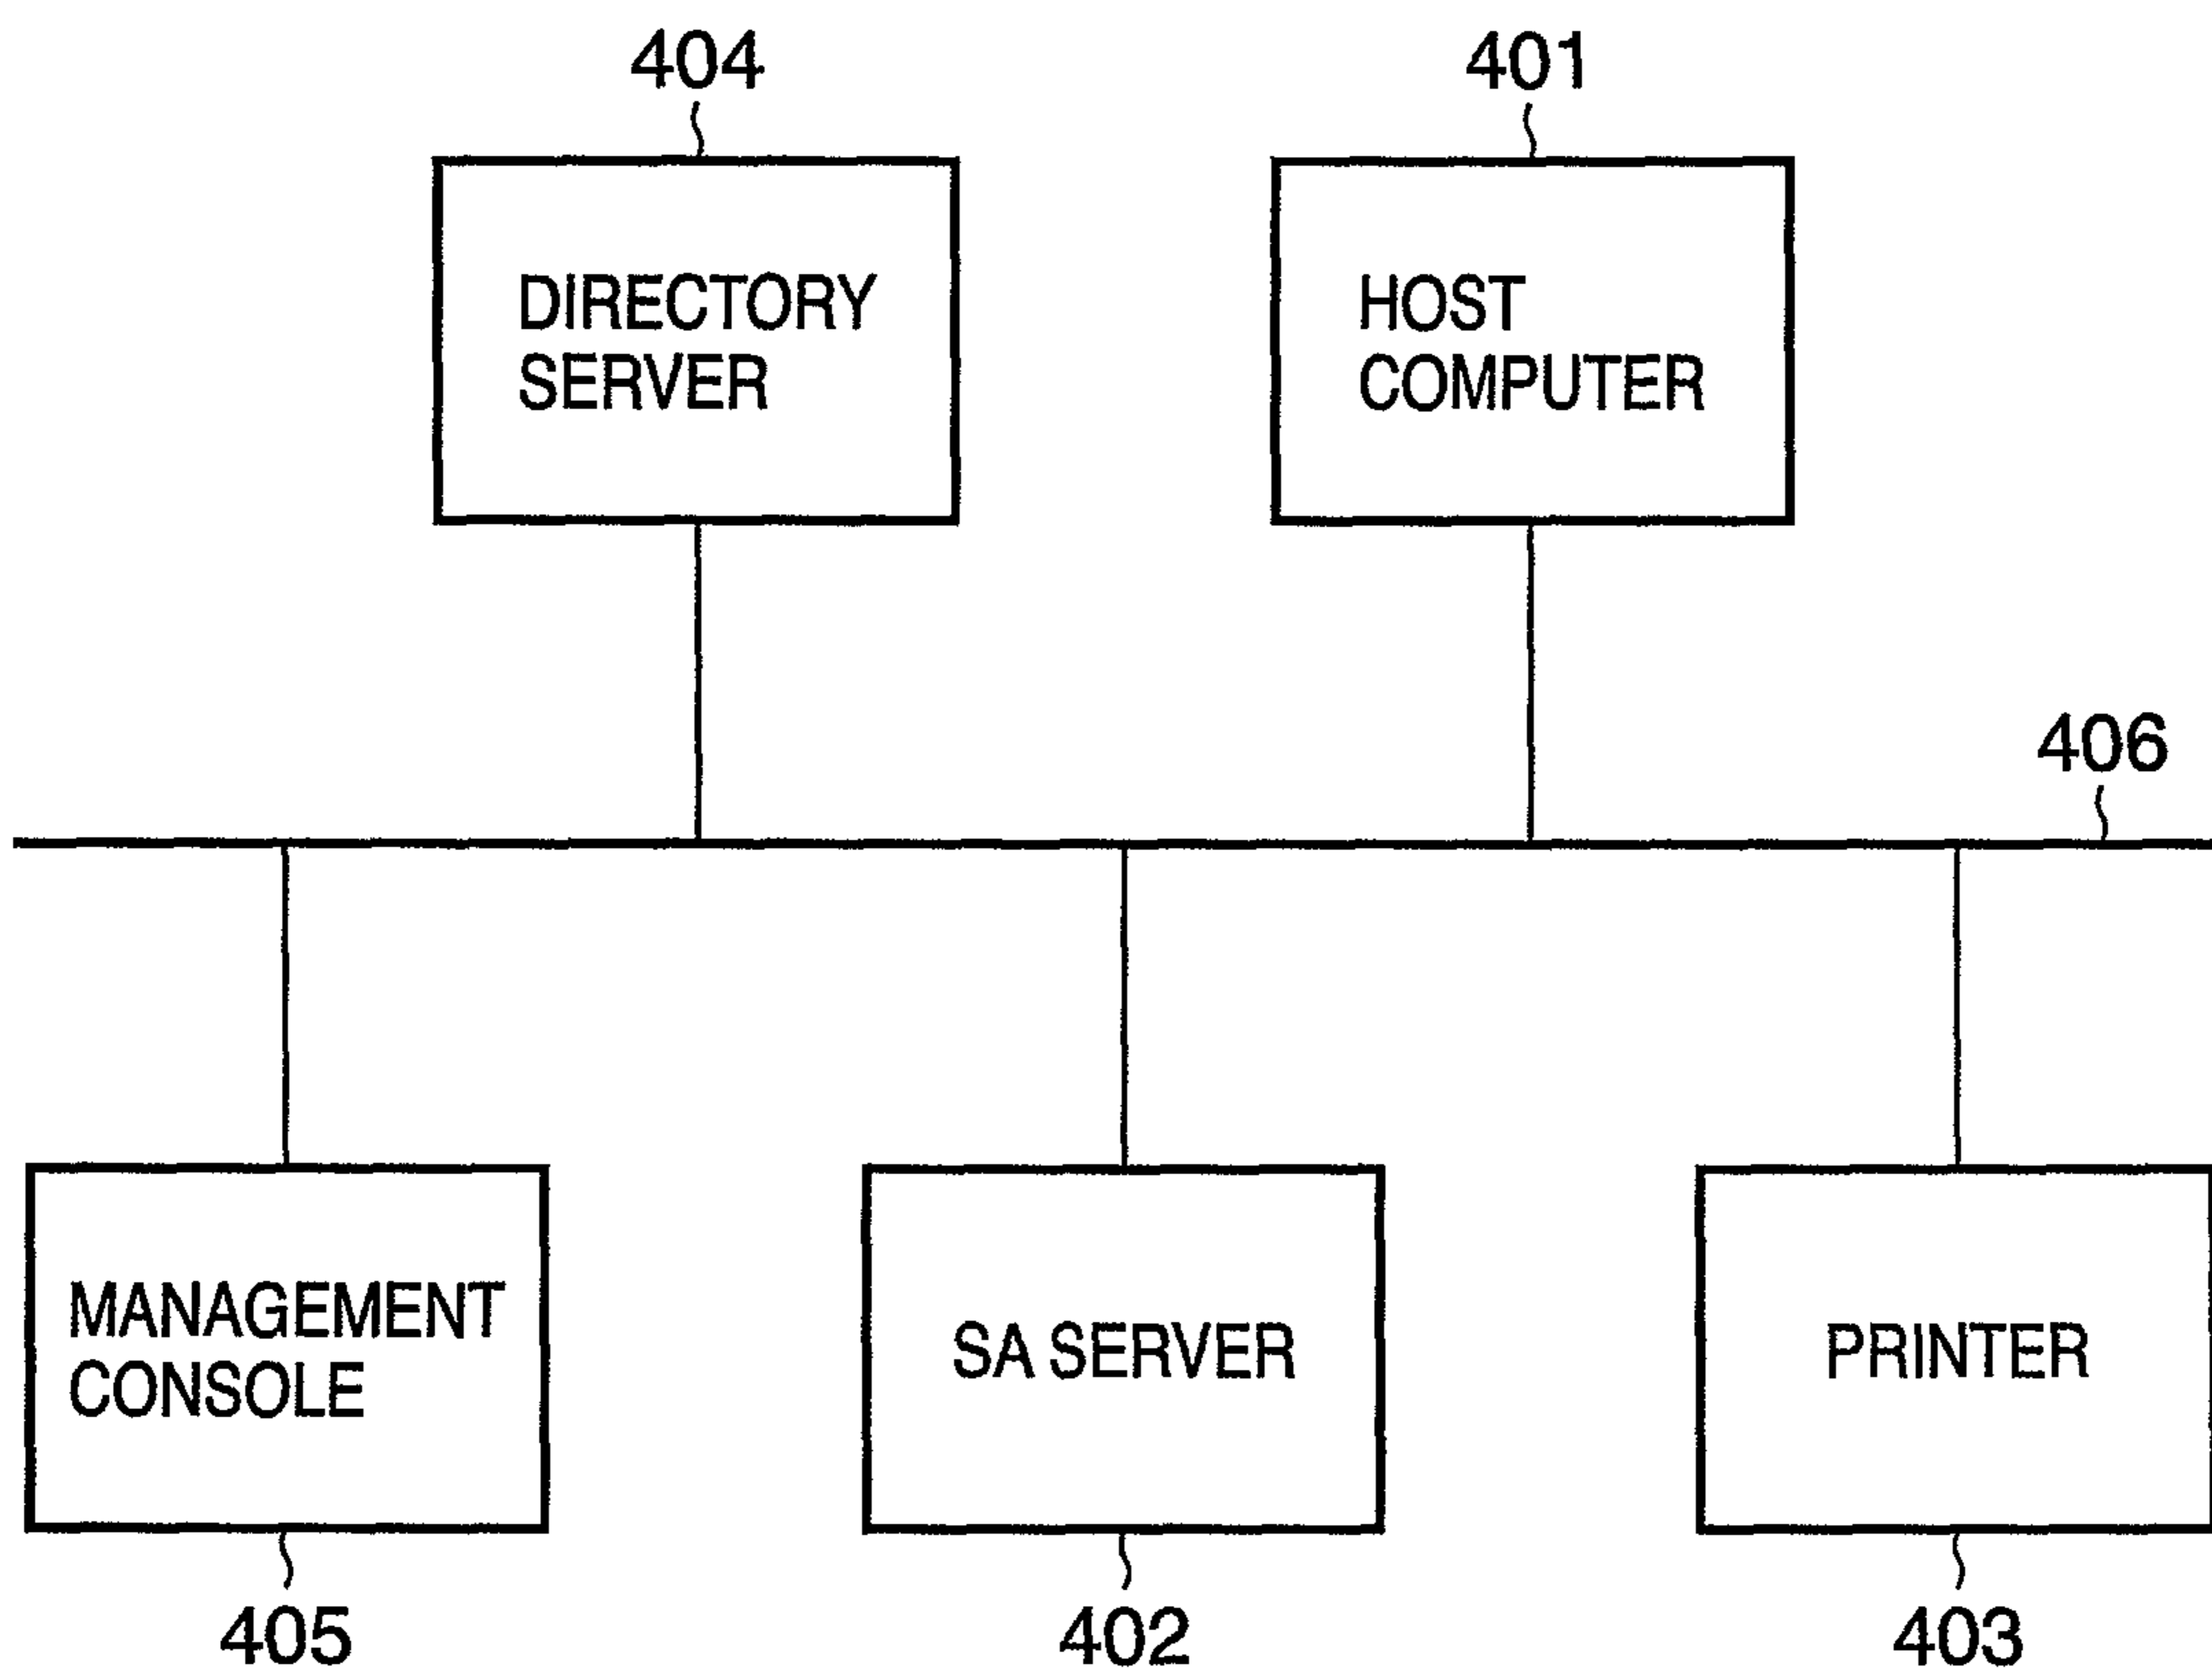 404
401
DIRECTORY
SERVER
HOST
COMPUTER
406
MANAGEMENT
CONSOLE
SA SERVER
PRINTER
405
402
403